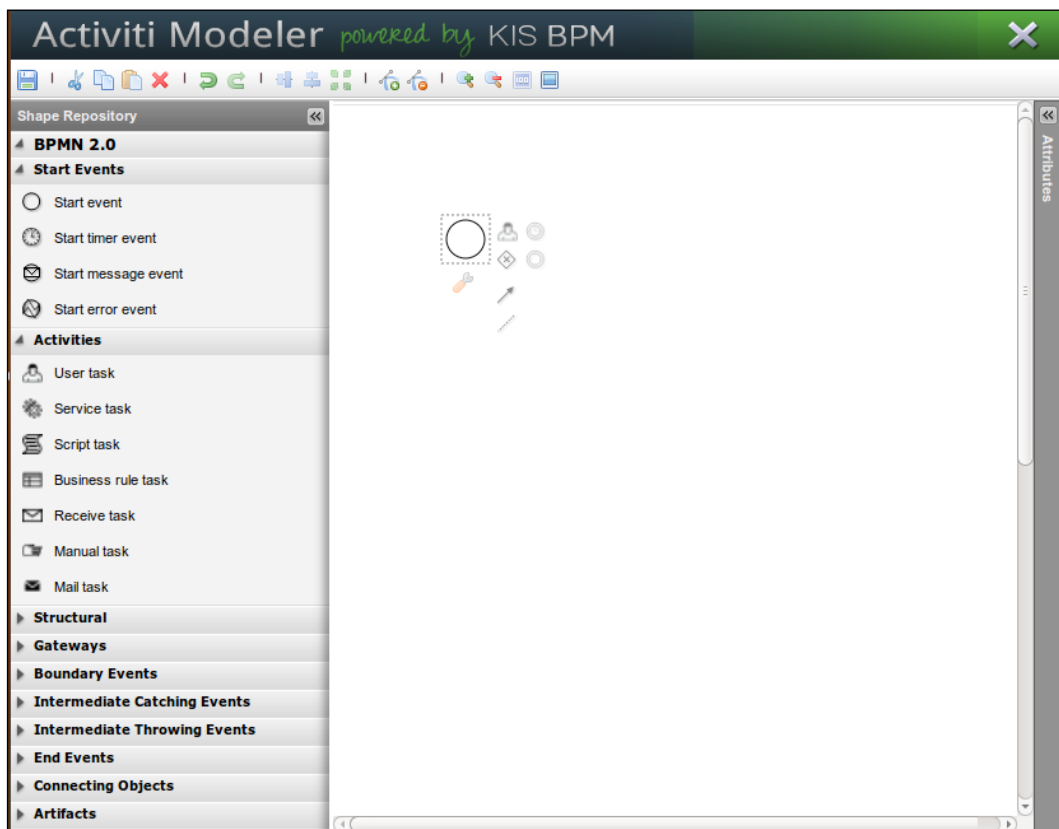 Activiti Modeler powered by KIS BPM
Shape Repository
BPMN 2.0
Start Events
Start event
Start timer event
Start message event
Start error event
Activities
User task
Service task
Script task
Business rule task
Receive task
Manual task
Mail task
Structural
Gateways
Boundary Events
Intermediate Catching Events
Intermediate Throwing Events
End Events
Connecting Objects
Artifacts
Attributes